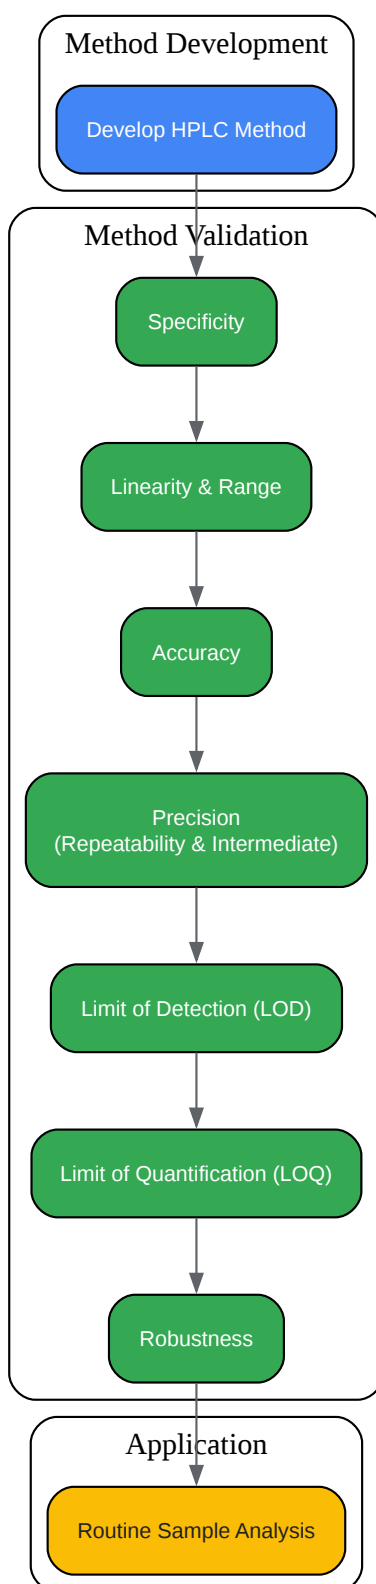 Method Development
Develop HPLC Method
Method Validation
Specificity
Linearity & Range
Accuracy
Precision
(Repeatability & Intermediate)
Limit of Detection (LOD)
Limit of Quantification (LOQ)
Robustness
Application
Routine Sample Analysis